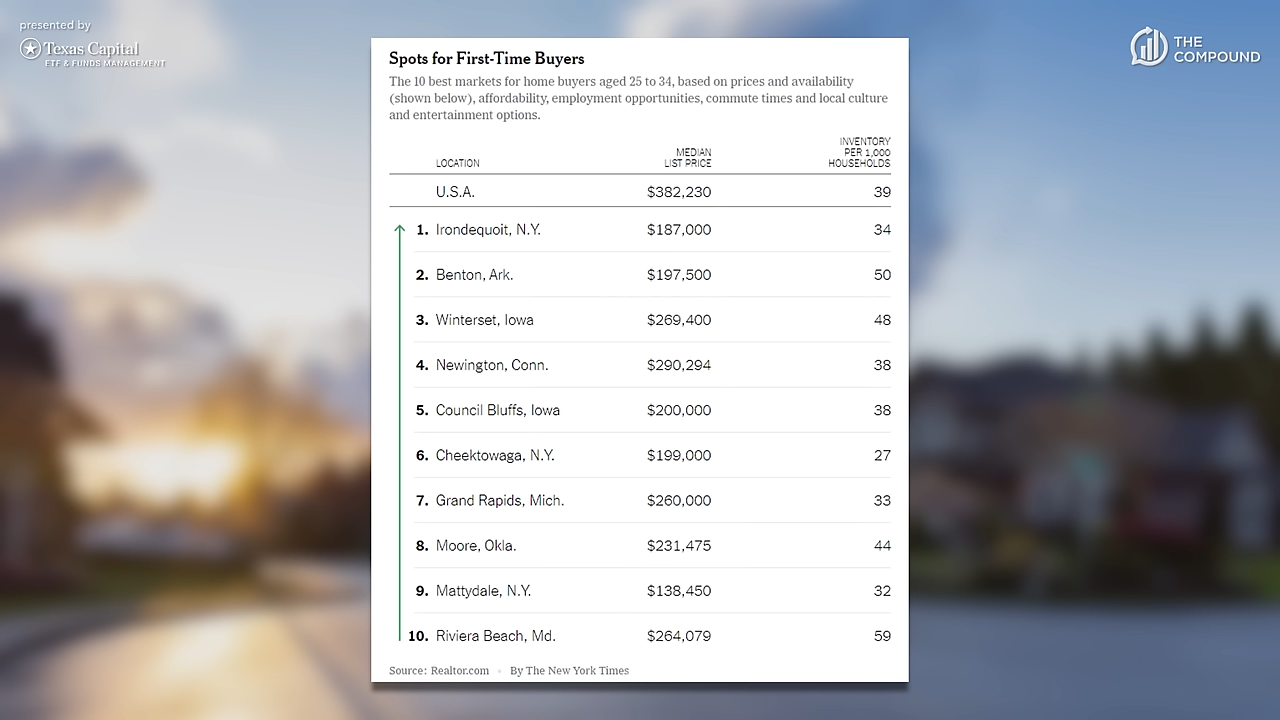 presented by
Texas Capital
ETF & FUNDS MANAGEMENT
THE
COMPOUND
Spots for First-Time Buyers
The 10 best markets for home buyers aged 25 to 34, based on prices and availability
(shown below), affordability, employment opportunities, commute times and local culture
and entertainment options.
LOCATION MEDIAN LIST PRICE INVENTORY PER 1,000 HOUSEHOLDS
U.S.A. $382,230 39
1. Irondequoit, N.Y. $187,000 34
2. Benton, Ark. $197,500 50
3. Winterset, Iowa $269,400 48
4. Newington, Conn. $290,294 38
5. Council Bluffs, Iowa $200,000 38
6. Cheektowaga, N.Y. $199,000 27
7. Grand Rapids, Mich. $260,000 33
8. Moore, Okla. $231,475 44
9. Mattydale, N.Y. $138,450 32
10. Riviera Beach, Md. $264,079 59
Source: Realtor.com • By The New York Times